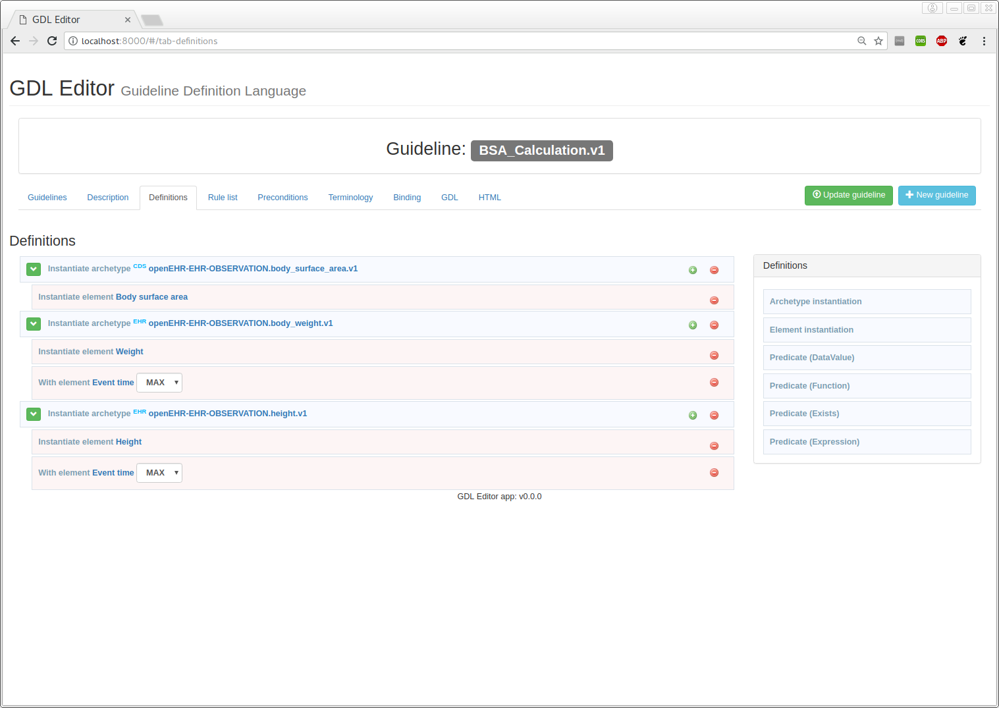 GDL Editor
localhost:8000/#/tab-definitions
CORS
ABP
GDL Editor Guideline Definition Language
Guideline: BSA_Calculation.v1
Guidelines Description Definitions Rule list Preconditions Terminology Binding GDL HTML Update guideline New guideline
Definitions
Instantiate archetype CDS openEHR-EHR-OBSERVATION.body_surface_area.v1
Instantiate element Body surface area
Instantiate archetype EHR openEHR-EHR-OBSERVATION.body_weight.v1
Instantiate element Weight
With element Event time MAX
Instantiate archetype EHR openEHR-EHR-OBSERVATION.height.v1
Instantiate element Height
With element Event time MAX
Definitions
Archetype instantiation
Element instantiation
Predicate (DataValue)
Predicate (Function)
Predicate (Exists)
Predicate (Expression)
GDL Editor app: v0.0.0